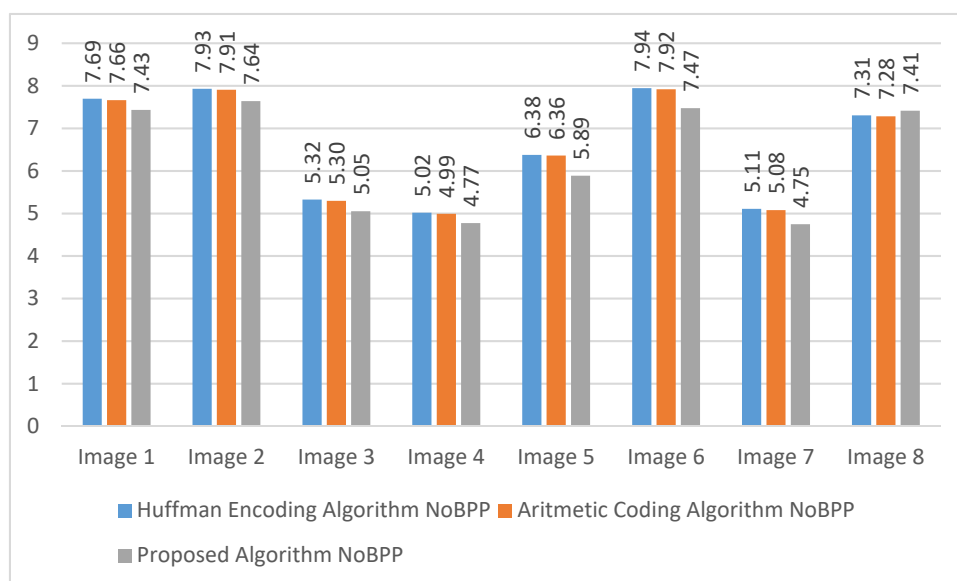 9
8
7
6
5
4
3
2
1
0
7.69 7.66 7.43
7.93 7.91 7.64
5.32 5.30 5.05
5.02 4.99 4.77
6.38 6.36 5.89
7.94 7.92 7.47
5.11 5.08 4.75
7.31 7.28 7.41
Image 1 Image 2 Image 3 Image 4 Image 5 Image 6 Image 7 Image 8
Huffman Encoding Algorithm NoBPP Aritmetic Coding Algorithm NoBPP
Proposed Algorithm NoBPP